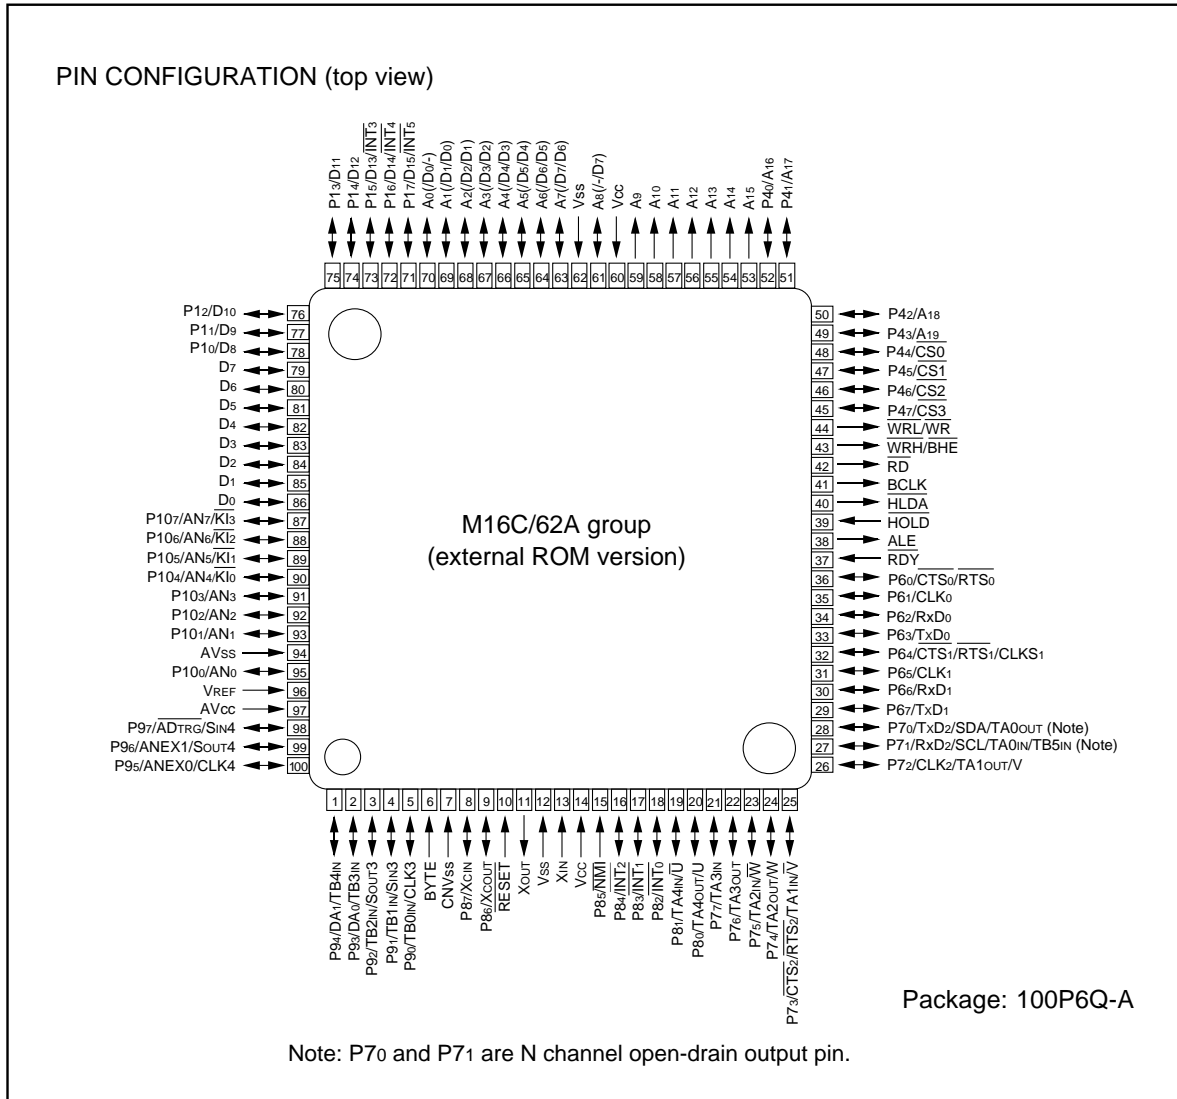 PIN CONFIGURATION (top view)
P13/D11
P14/D12
P15/D13/INT3
P16/D14/INT4
P17/D15/INT5
A0(/D0/-)
A1(/D1/D0)
A2(/D2/D1)
A3(/D3/D2)
A4(/D4/D3)
A5(/D5/D4)
A6(/D6/D5)
A7(/D7/D6)
Vss
A8(/-/D7)
Vcc
A9
A10
A11
A12
A13
A14
A15
P40/A16
P41/A17
75 74 73 72 71 70 69 68 67 66 65 64 63 62 61 60 59 58 57 56 55 54 53 52 51
P12/D10 76
P11/D9 77
P10/D8 78
D7 79
D6 80
D5 81
D4 82
D3 83
D2 84
D1 85
D0 86
P107/AN7/KI3 87
P106/AN6/KI2 88
P105/AN5/KI1 89
P104/AN4/KI0 90
P103/AN3 91
P102/AN2 92
P101/AN1 93
AVSS 94
P100/AN0 95
VREF 96
AVcc 97
P97/ADTRG/SIN4 98
P96/ANEX1/SOUT4 99
P95/ANEX0/CLK4 100
M16C/62A group
(external ROM version)
50 P42/A18
49 P43/A19
48 P44/CS0
47 P45/CS1
46 P46/CS2
45 P47/CS3
44 WRL/WR
43 WRH/BHE
42 RD
41 BCLK
40 HLDA
39 HOLD
38 ALE
37 RDY
36 P60/CTS0/RTS0
35 P61/CLK0
34 P62/RxD0
33 P63/TxD0
32 P64/CTS1/RTS1/CLKS1
31 P65/CLK1
30 P66/RxD1
29 P67/TxD1
28 P70/TxD2/SDA/TA0OUT (Note)
27 P71/RxD2/SCL/TA0IN/TB5IN (Note)
26 P72/CLK2/TA1OUT/V
1 2 3 4 5 6 7 8 9 10 11 12 13 14 15 16 17 18 19 20 21 22 23 24 25
P94/DA1/TB4IN
P93/DA0/TB3IN
P92/TB2IN/SOUT3
P91/TB1IN/SIN3
P90/TB0IN/CLK3
BYTE
CNVss
P87/XCIN
P86/XCOUT
RESET
XOUT
VSS
XIN
VCC
P85/NMI
P84/INT2
P83/INT1
P82/INT0
P81/TA4IN/U
P80/TA4OUT/U
P77/TA3IN
P76/TA3OUT
P75/TA2IN/W
P74/TA2OUT/W
P73/CTS2/RTS2/TA1IN/V
Package: 100P6Q-A
Note: P70 and P71 are N channel open-drain output pin.